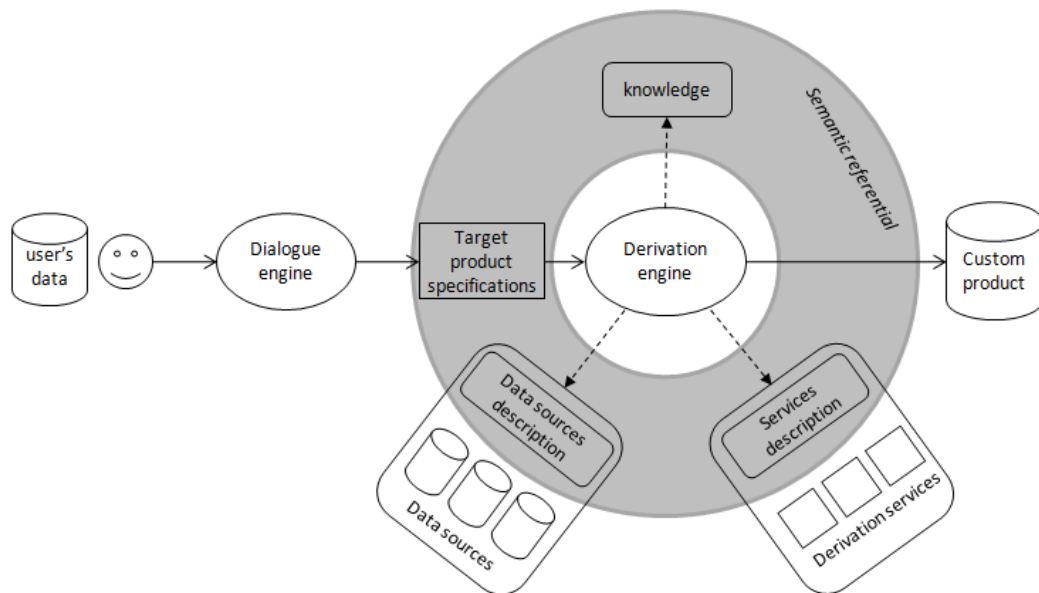 knowledge
Semantic referential
user's
data
Dialogue
engine
Target
product
specifications
Derivation
engine
Custom
product
Data sources
description
Data sources
Services
description
Derivation services